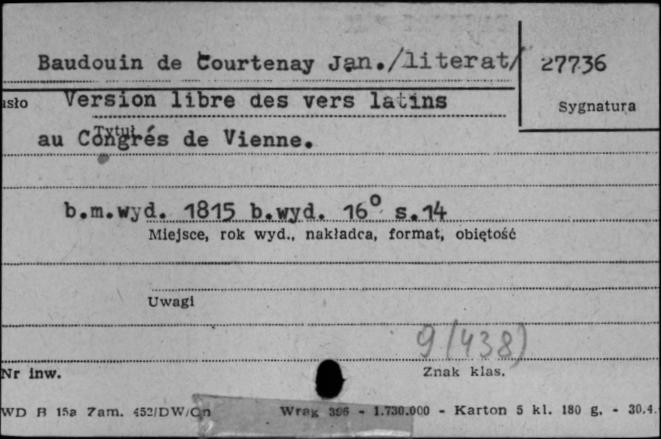 Baudouin de Courtenay Jan./literat/ 27736
Version libre des vers latins
Sygnatura
au Congrés de Vienne.
Tytuł
b.m.wyd. 1815 b.wyd. 16° s.14
Miejsce, rok wyd., nakładca, format, objętość
Uwagi
9(438)
Nr inw. Znak klas.
WD B 15a Zam. 452/DW/Cn Wrak 396 - 1.730.000 - Karton 5 kl. 180 g. - 30.4.